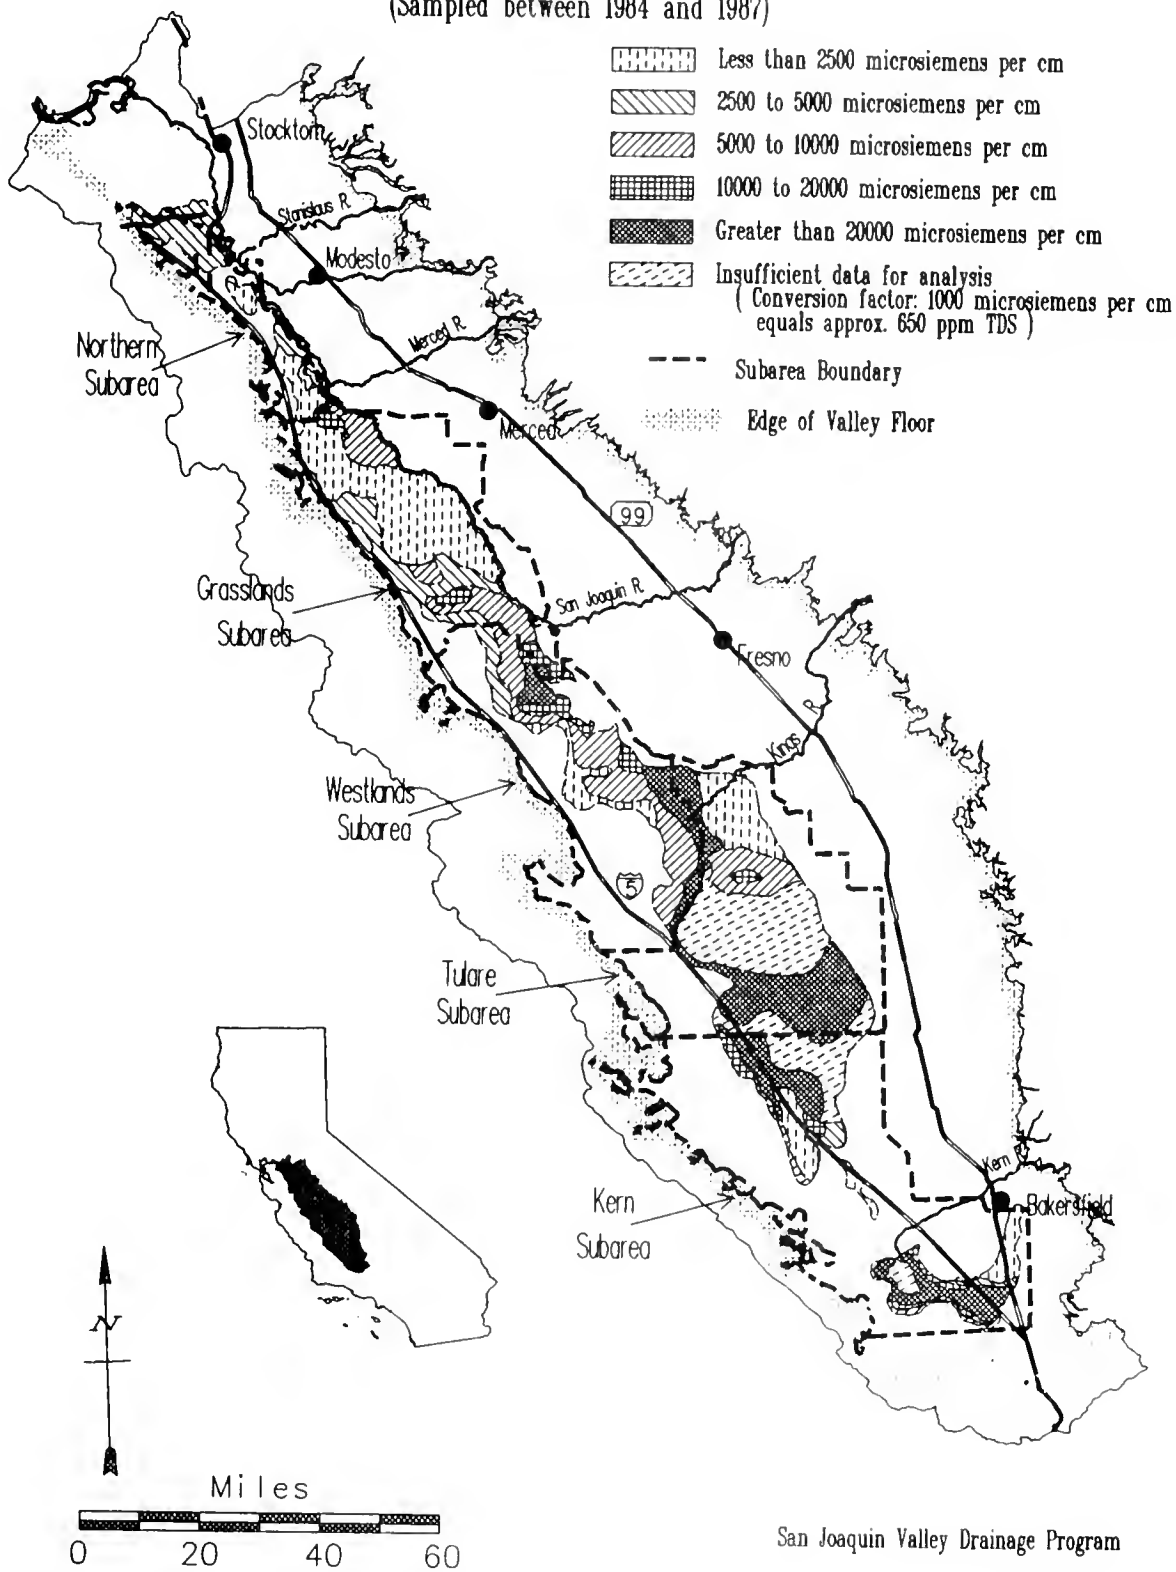 (Sampled between 1984 and 1987)
Less than 2500 microsiemens per cm
2500 to 5000 microsiemens per cm
5000 to 10000 microsiemens per cm
10000 to 20000 microsiemens per cm
Greater than 20000 microsiemens per cm
Insufficient data for analysis
( Conversion factor: 1000 microsiemens per cm
equals approx. 650 ppm TDS )
Subarea Boundary
Edge of Valley Floor
Stockton
Stanislaus R
Modesto
Northern
Subarea
Merced R
Merced
99
Grasslands
Subarea
San Joaquin R
Fresno
Kings R
Westlands
Subarea
5
Tulare
Subarea
Kern
Subarea
Kern R
Bakersfield
N
Miles
0 20 40 60
San Joaquin Valley Drainage Program